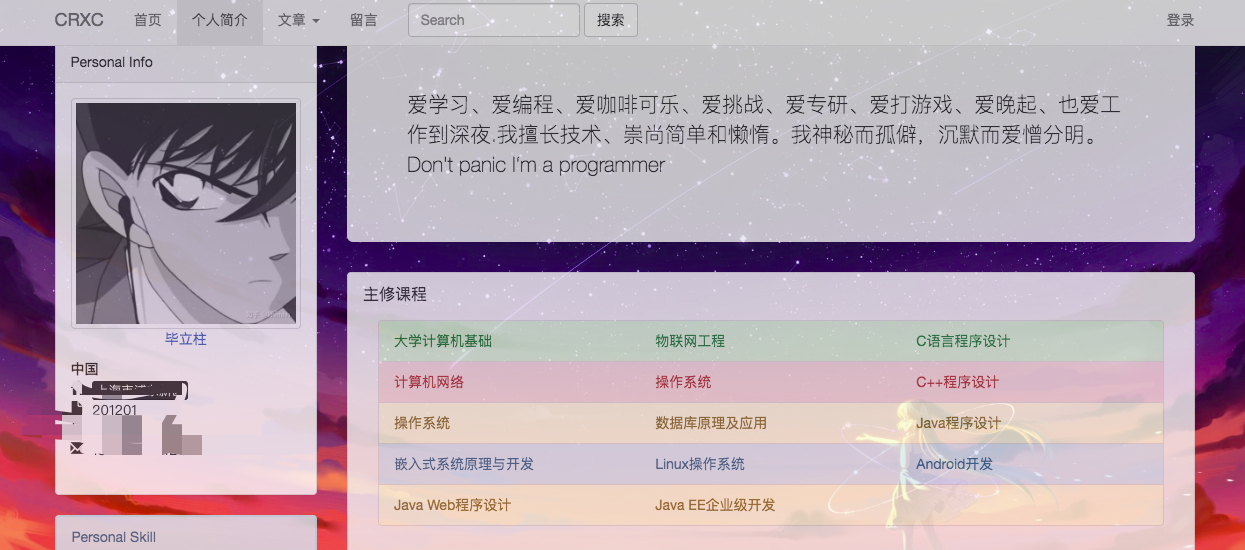 CRXC 首页 个人简介 文章 留言 Search 搜索 登录
Personal Info
毕立柱
中国
201201
爱学习、爱编程、爱咖啡可乐、爱挑战、爱专研、爱打游戏、爱晚起、也爱工
作到深夜.我擅长技术、崇尚简单和懒惰。我神秘而孤僻，沉默而爱憎分明。
Don't panic I'm a programmer
主修课程
大学计算机基础 物联网工程 C语言程序设计
计算机网络 操作系统 C++程序设计
操作系统 数据库原理及应用 Java程序设计
嵌入式系统原理与开发 Linux操作系统 Android开发
Java Web程序设计 Java EE企业级开发
Personal Skill